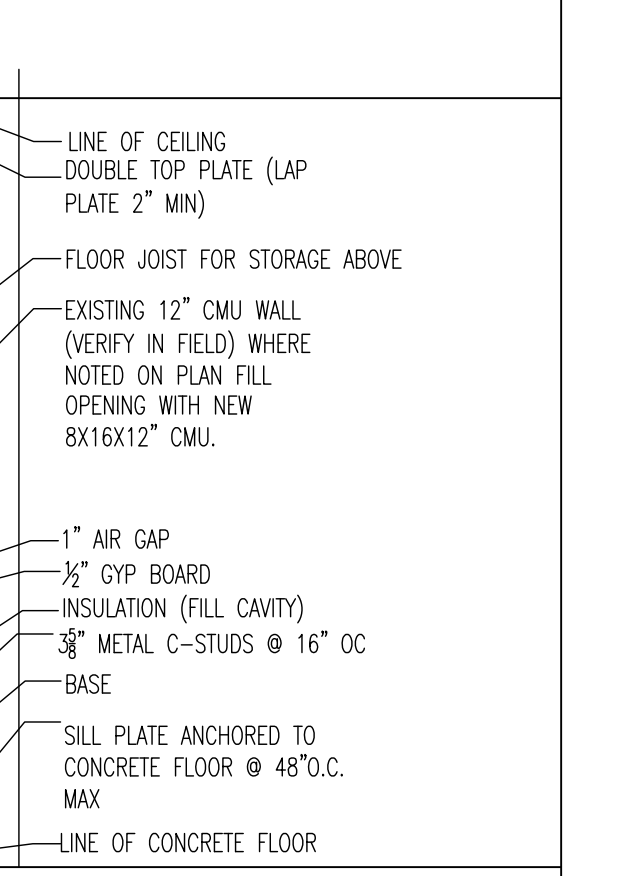 LINE OF CEILING
DOUBLE TOP PLATE (LAP
PLATE 2" MIN)
FLOOR JOIST FOR STORAGE ABOVE
EXISTING 12" CMU WALL
(VERIFY IN FIELD) WHERE
NOTED ON PLAN FILL
OPENING WITH NEW
8X16X12" CMU.
1" AIR GAP
½" GYP BOARD
INSULATION (FILL CAVITY)
3⅝" METAL C-STUDS @ 16" OC
BASE
SILL PLATE ANCHORED TO
CONCRETE FLOOR @ 48"O.C.
MAX
LINE OF CONCRETE FLOOR